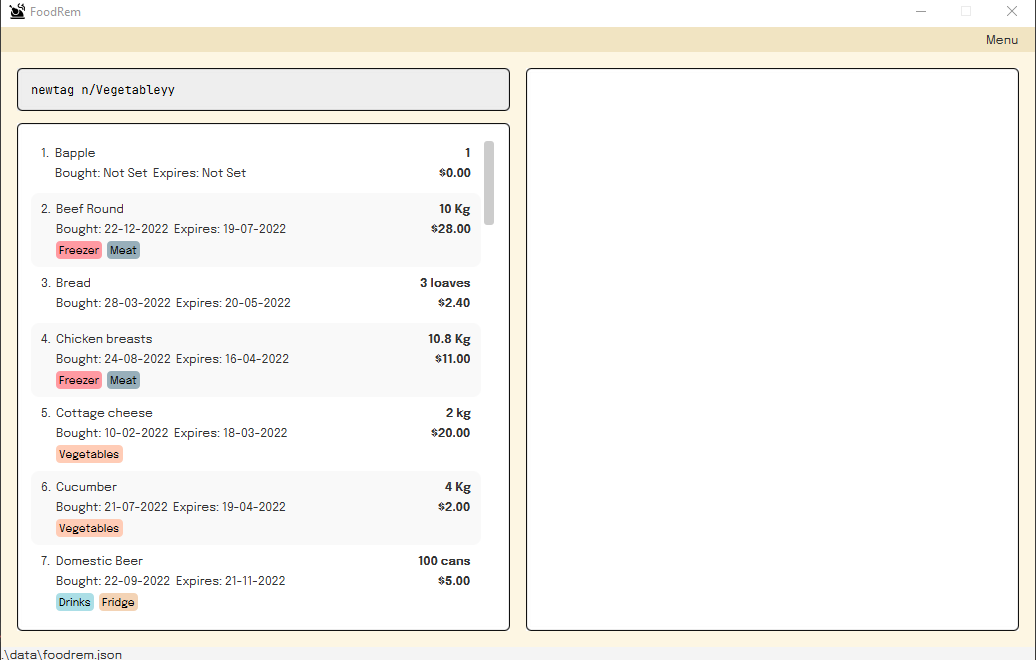 FoodRem
Menu
newtag n/Vegetableyy
1. Bapple 1
Bought: Not Set Expires: Not Set $0.00
2. Beef Round 10 Kg
Bought: 22-12-2022 Expires: 19-07-2022 $28.00
Freezer Meat
3. Bread 3 loaves
Bought: 28-03-2022 Expires: 20-05-2022 $2.40
4. Chicken breasts 10.8 Kg
Bought: 24-08-2022 Expires: 16-04-2022 $11.00
Freezer Meat
5. Cottage cheese 2 kg
Bought: 10-02-2022 Expires: 18-03-2022 $20.00
Vegetables
6. Cucumber 4 Kg
Bought: 21-07-2022 Expires: 19-04-2022 $2.00
Vegetables
7. Domestic Beer 100 cans
Bought: 22-09-2022 Expires: 21-11-2022 $5.00
Drinks Fridge
.\data\foodrem.json